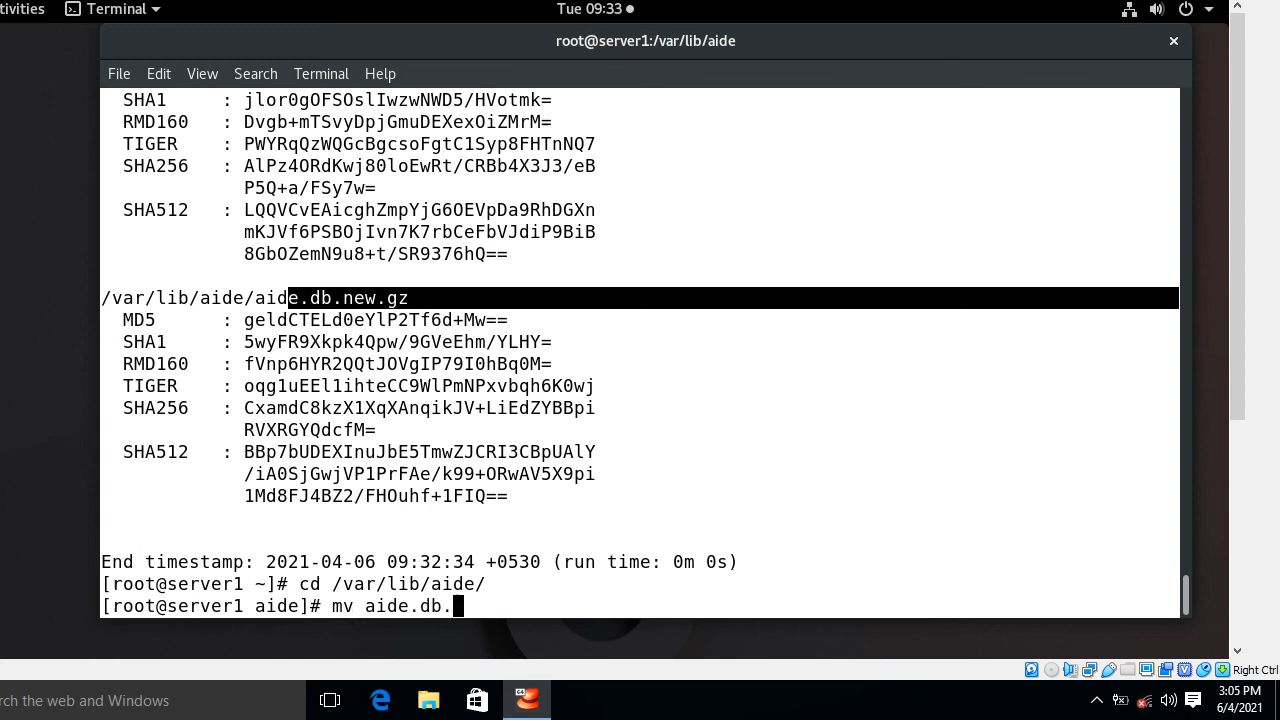 tivities Terminal Tue 09:33
root@server1:/var/lib/aide
File Edit View Search Terminal Help
SHA1 : jlor0gOFSOslIwzwNWD5/HVotmk=
RMD160 : Dvgb+mTSvyDpjGmuDEXexOiZMrM=
TIGER : PWYRqQzWQGcBgcsoFgtC1Syp8FHTnNQ7
SHA256 : AlPz4ORdKwj80loEwRt/CRBb4X3J3/eB
P5Q+a/FSy7w=
SHA512 : LQQVCvEAicghZmpYjG6OEVpDa9RhDGXn
mKJVf6PSBOjIvn7K7rbCeFbVJdiP9BiB
8GbOZemN9u8+t/SR9376hQ==
/var/lib/aide/aide.db.new.gz
MD5 : geldCTELd0eYlP2Tf6d+Mw==
SHA1 : 5wyFR9Xkpk4Qpw/9GVeEhm/YLHY=
RMD160 : fVnp6HYR2QQtJOVgIP79I0hBq0M=
TIGER : oqg1uEEl1ihteCC9WlPmNPxvbqh6K0wj
SHA256 : CxamdC8kzX1XqXAnqikJV+LiEdZYBBpi
RVXRGYQdcfM=
SHA512 : BBp7bUDEXInuJbE5TmwZJCRI3CBpUAlY
/iA0SjGwjVP1PrFAe/k99+ORwAV5X9pi
1Md8FJ4BZ2/FHOuhf+1FIQ==
End timestamp: 2021-04-06 09:32:34 +0530 (run time: 0m 0s)
[root@server1 ~]# cd /var/lib/aide/
[root@server1 aide]# mv aide.db.
Right Ctrl
rch the web and Windows
3:05 PM
6/4/2021